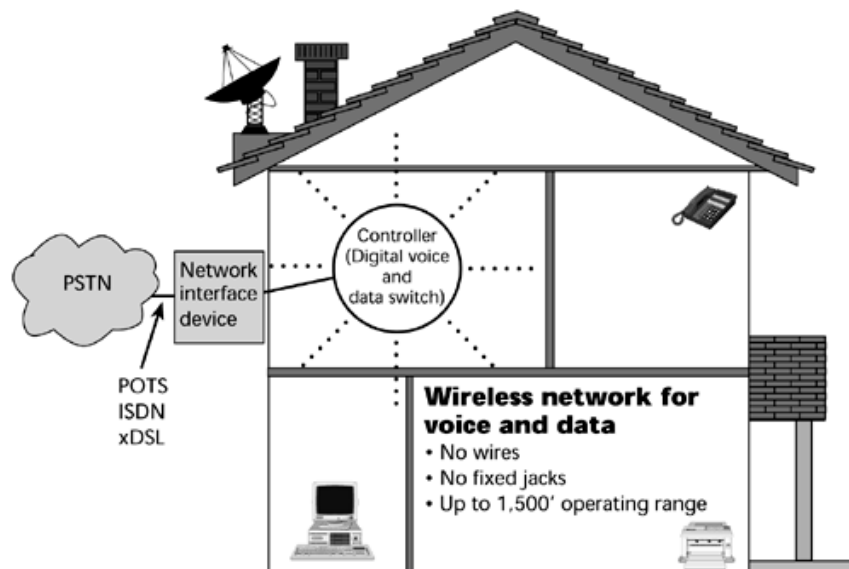 Controller
(Digital voice
and
data switch)
PSTN
Network
interface
device
POTS
ISDN
xDSL
Wireless network for
voice and data
• No wires
• No fixed jacks
• Up to 1,500′ operating range